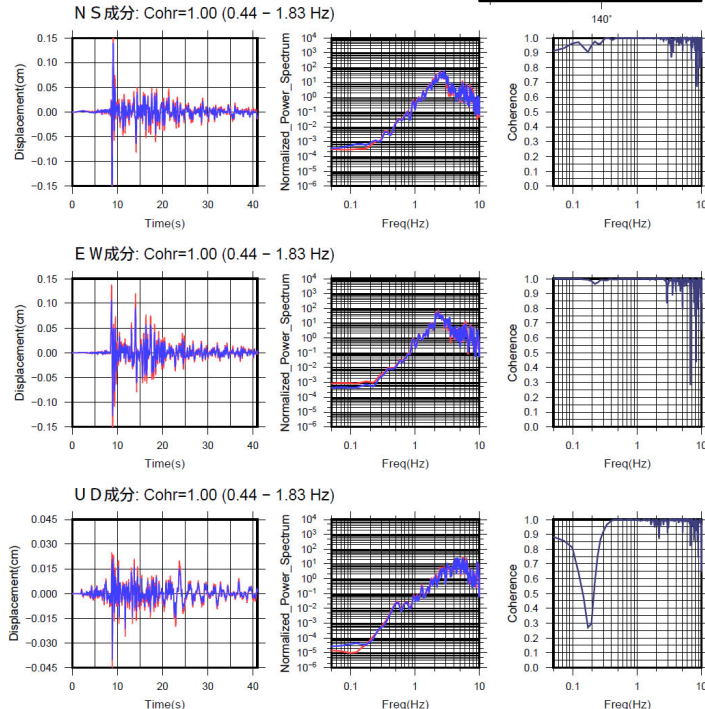 140°
NS成分: Cohr=1.00 (0.44 − 1.83 Hz)
Displacement(cm)
0.15
0.10
0.05
0.00
−0.05
−0.10
−0.15
0 10 20 30 40
Time(s)
Normalized_Power_Spectrum
10⁴
10³
10²
10¹
10⁰
10⁻¹
10⁻²
10⁻³
10⁻⁴
10⁻⁵
10⁻⁶
0.1 1 10
Freq(Hz)
Coherence
1.0
0.9
0.8
0.7
0.6
0.5
0.4
0.3
0.2
0.1
0.0
0.1 1 10
Freq(Hz)
EW成分: Cohr=1.00 (0.44 − 1.83 Hz)
Displacement(cm)
0.15
0.10
0.05
0.00
−0.05
−0.10
−0.15
0 10 20 30 40
Time(s)
Normalized_Power_Spectrum
10⁴
10³
10²
10¹
10⁰
10⁻¹
10⁻²
10⁻³
10⁻⁴
10⁻⁵
10⁻⁶
0.1 1 10
Freq(Hz)
Coherence
1.0
0.9
0.8
0.7
0.6
0.5
0.4
0.3
0.2
0.1
0.0
0.1 1 10
Freq(Hz)
UD成分: Cohr=1.00 (0.44 − 1.83 Hz)
Displacement(cm)
0.045
0.030
0.015
0.000
−0.015
−0.030
−0.045
0 10 20 30 40
Time(s)
Normalized_Power_Spectrum
10⁴
10³
10²
10¹
10⁰
10⁻¹
10⁻²
10⁻³
10⁻⁴
10⁻⁵
10⁻⁶
0.1 1 10
Freq(Hz)
Coherence
1.0
0.9
0.8
0.7
0.6
0.5
0.4
0.3
0.2
0.1
0.0
0.1 1 10
Freq(Hz)